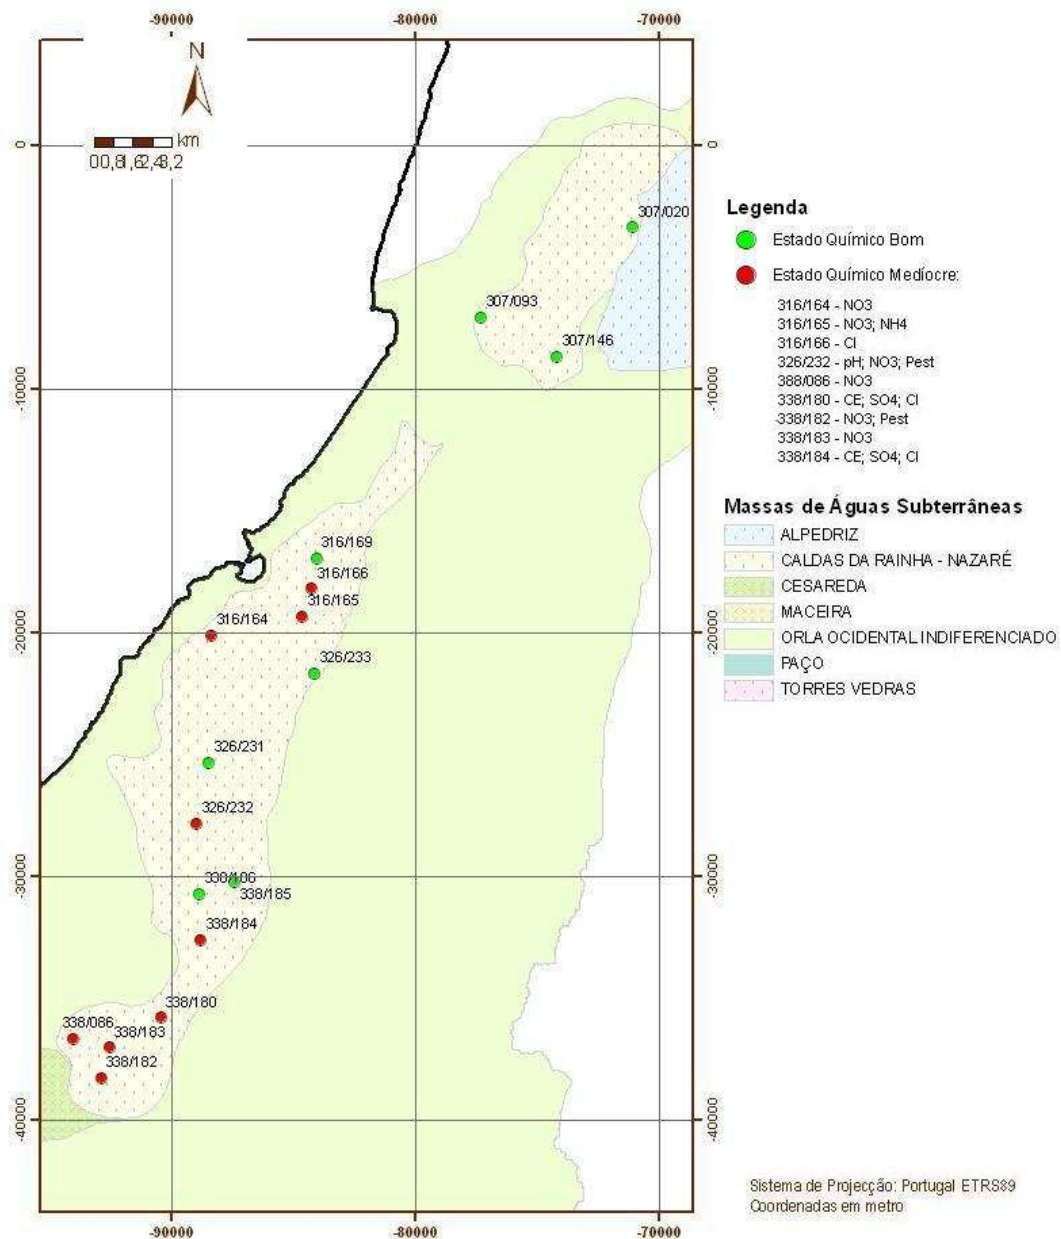 -90000
-80000
-70000
N
km
00,81,62,43,2
0
0
307/020
307/093
307/146
-10000
-10000
316/169
316/166
316/165
316/164
-20000
-20000
326/233
326/231
326/232
-30000
-30000
338/186
338/185
338/184
338/180
338/086
338/183
338/182
-40000
-40000
-90000
-80000
-70000
Legenda
Estado Químico Bom
Estado Químico Medíocre:
316/164 - NO3
316/165 - NO3; NH4
316/166 - Cl
326/232 - pH; NO3; Pest
388/086 - NO3
338/180 - CE; SO4; Cl
338/182 - NO3; Pest
338/183 - NO3
338/184 - CE; SO4; Cl
Massas de Águas Subterrâneas
ALPEDRIZ
CALDAS DA RAINHA - NAZARÉ
CESAREDA
MACEIRA
ORLA OCIDENTAL INDIFERENCIADO
PAÇO
TORRES VEDRAS
Sistema de Projecção: Portugal ETRS89
Coordenadas em metro